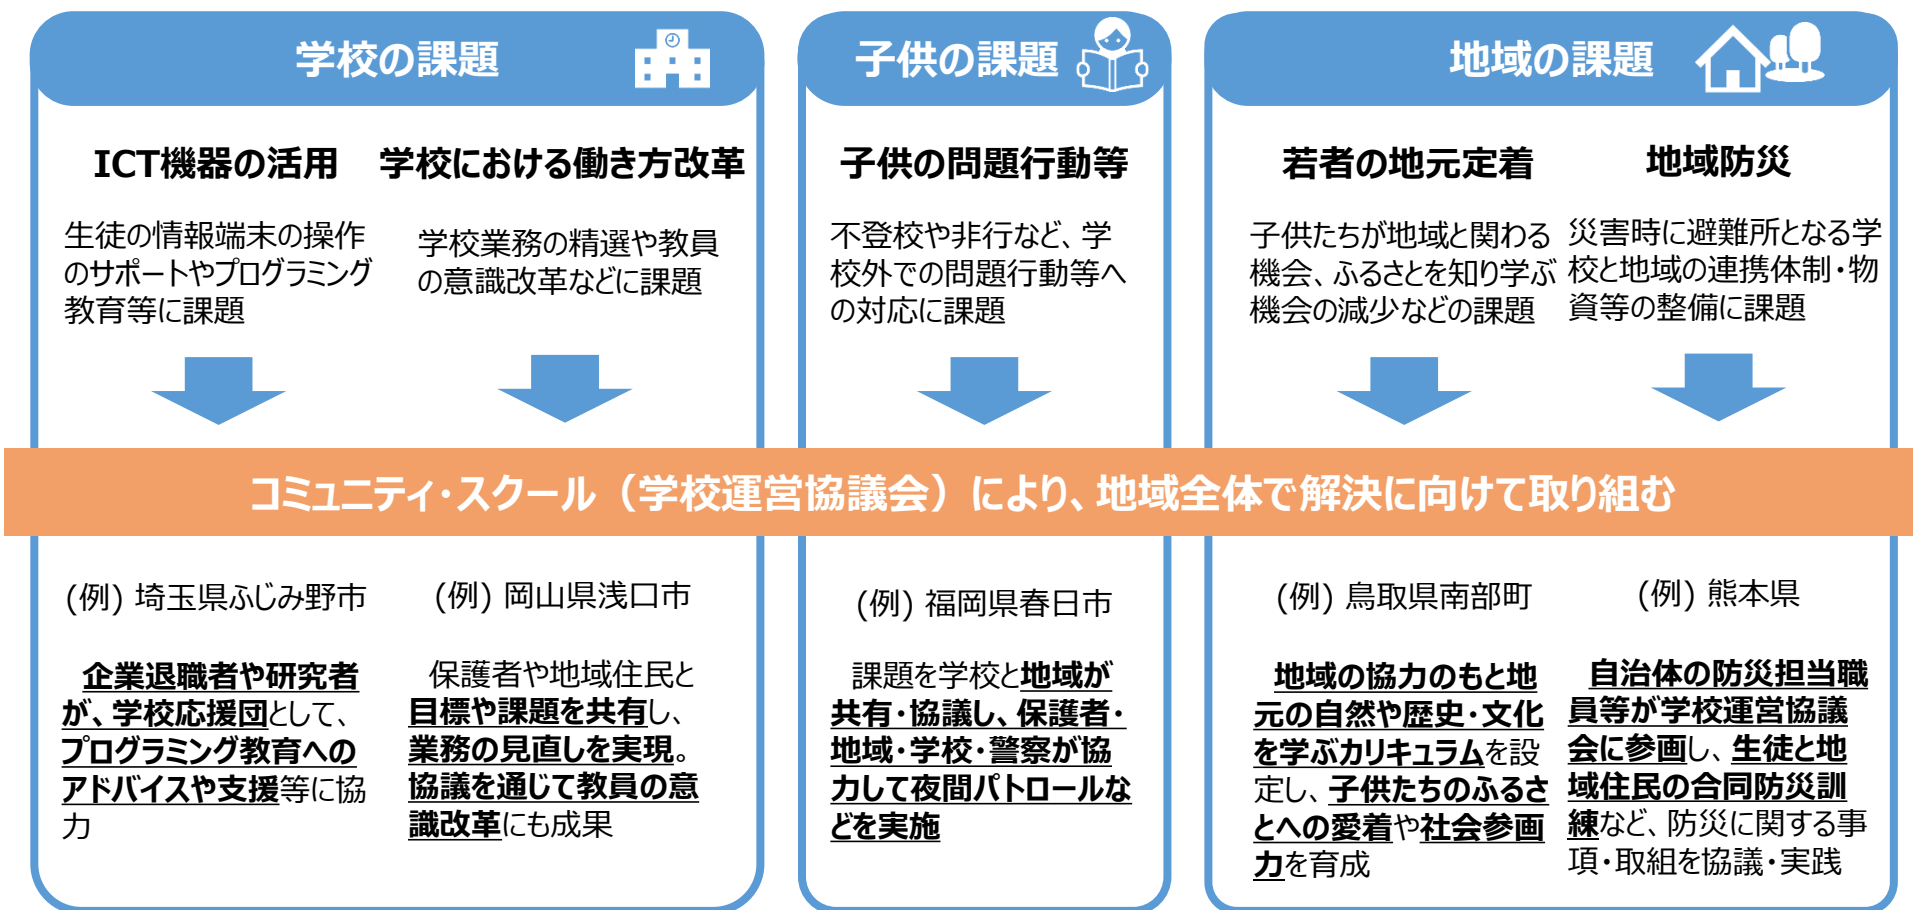 学校の課題
ICT機器の活用
生徒の情報端末の操作
のサポートやプログラミング
教育等に課題
学校における働き方改革
学校業務の精選や教員
の意識改革などに課題
子供の課題
子供の問題行動等
不登校や非行など、学
校外での問題行動等へ
の対応に課題
地域の課題
若者の地元定着
子供たちが地域と関わる
機会、ふるさとを知り学ぶ
機会の減少などの課題
地域防災
災害時に避難所となる学
校と地域の連携体制・物
資等の整備に課題
コミュニティ・スクール（学校運営協議会）により、地域全体で解決に向けて取り組む
(例) 埼玉県ふじみ野市
企業退職者や研究者
が、学校応援団として、
プログラミング教育への
アドバイスや支援等に協
力
(例) 岡山県浅口市
保護者や地域住民と
目標や課題を共有し、
業務の見直しを実現。
協議を通じて教員の意
識改革にも成果
(例) 福岡県春日市
課題を学校と地域が
共有・協議し、保護者・
地域・学校・警察が協
力して夜間パトロールな
どを実施
(例) 鳥取県南部町
地域の協力のもと地
元の自然や歴史・文化
を学ぶカリキュラムを設
定し、子供たちのふるさ
とへの愛着や社会参画
力を育成
(例) 熊本県
自治体の防災担当職
員等が学校運営協議
会に参画し、生徒と地
域住民の合同防災訓
練など、防災に関する事
項・取組を協議・実践